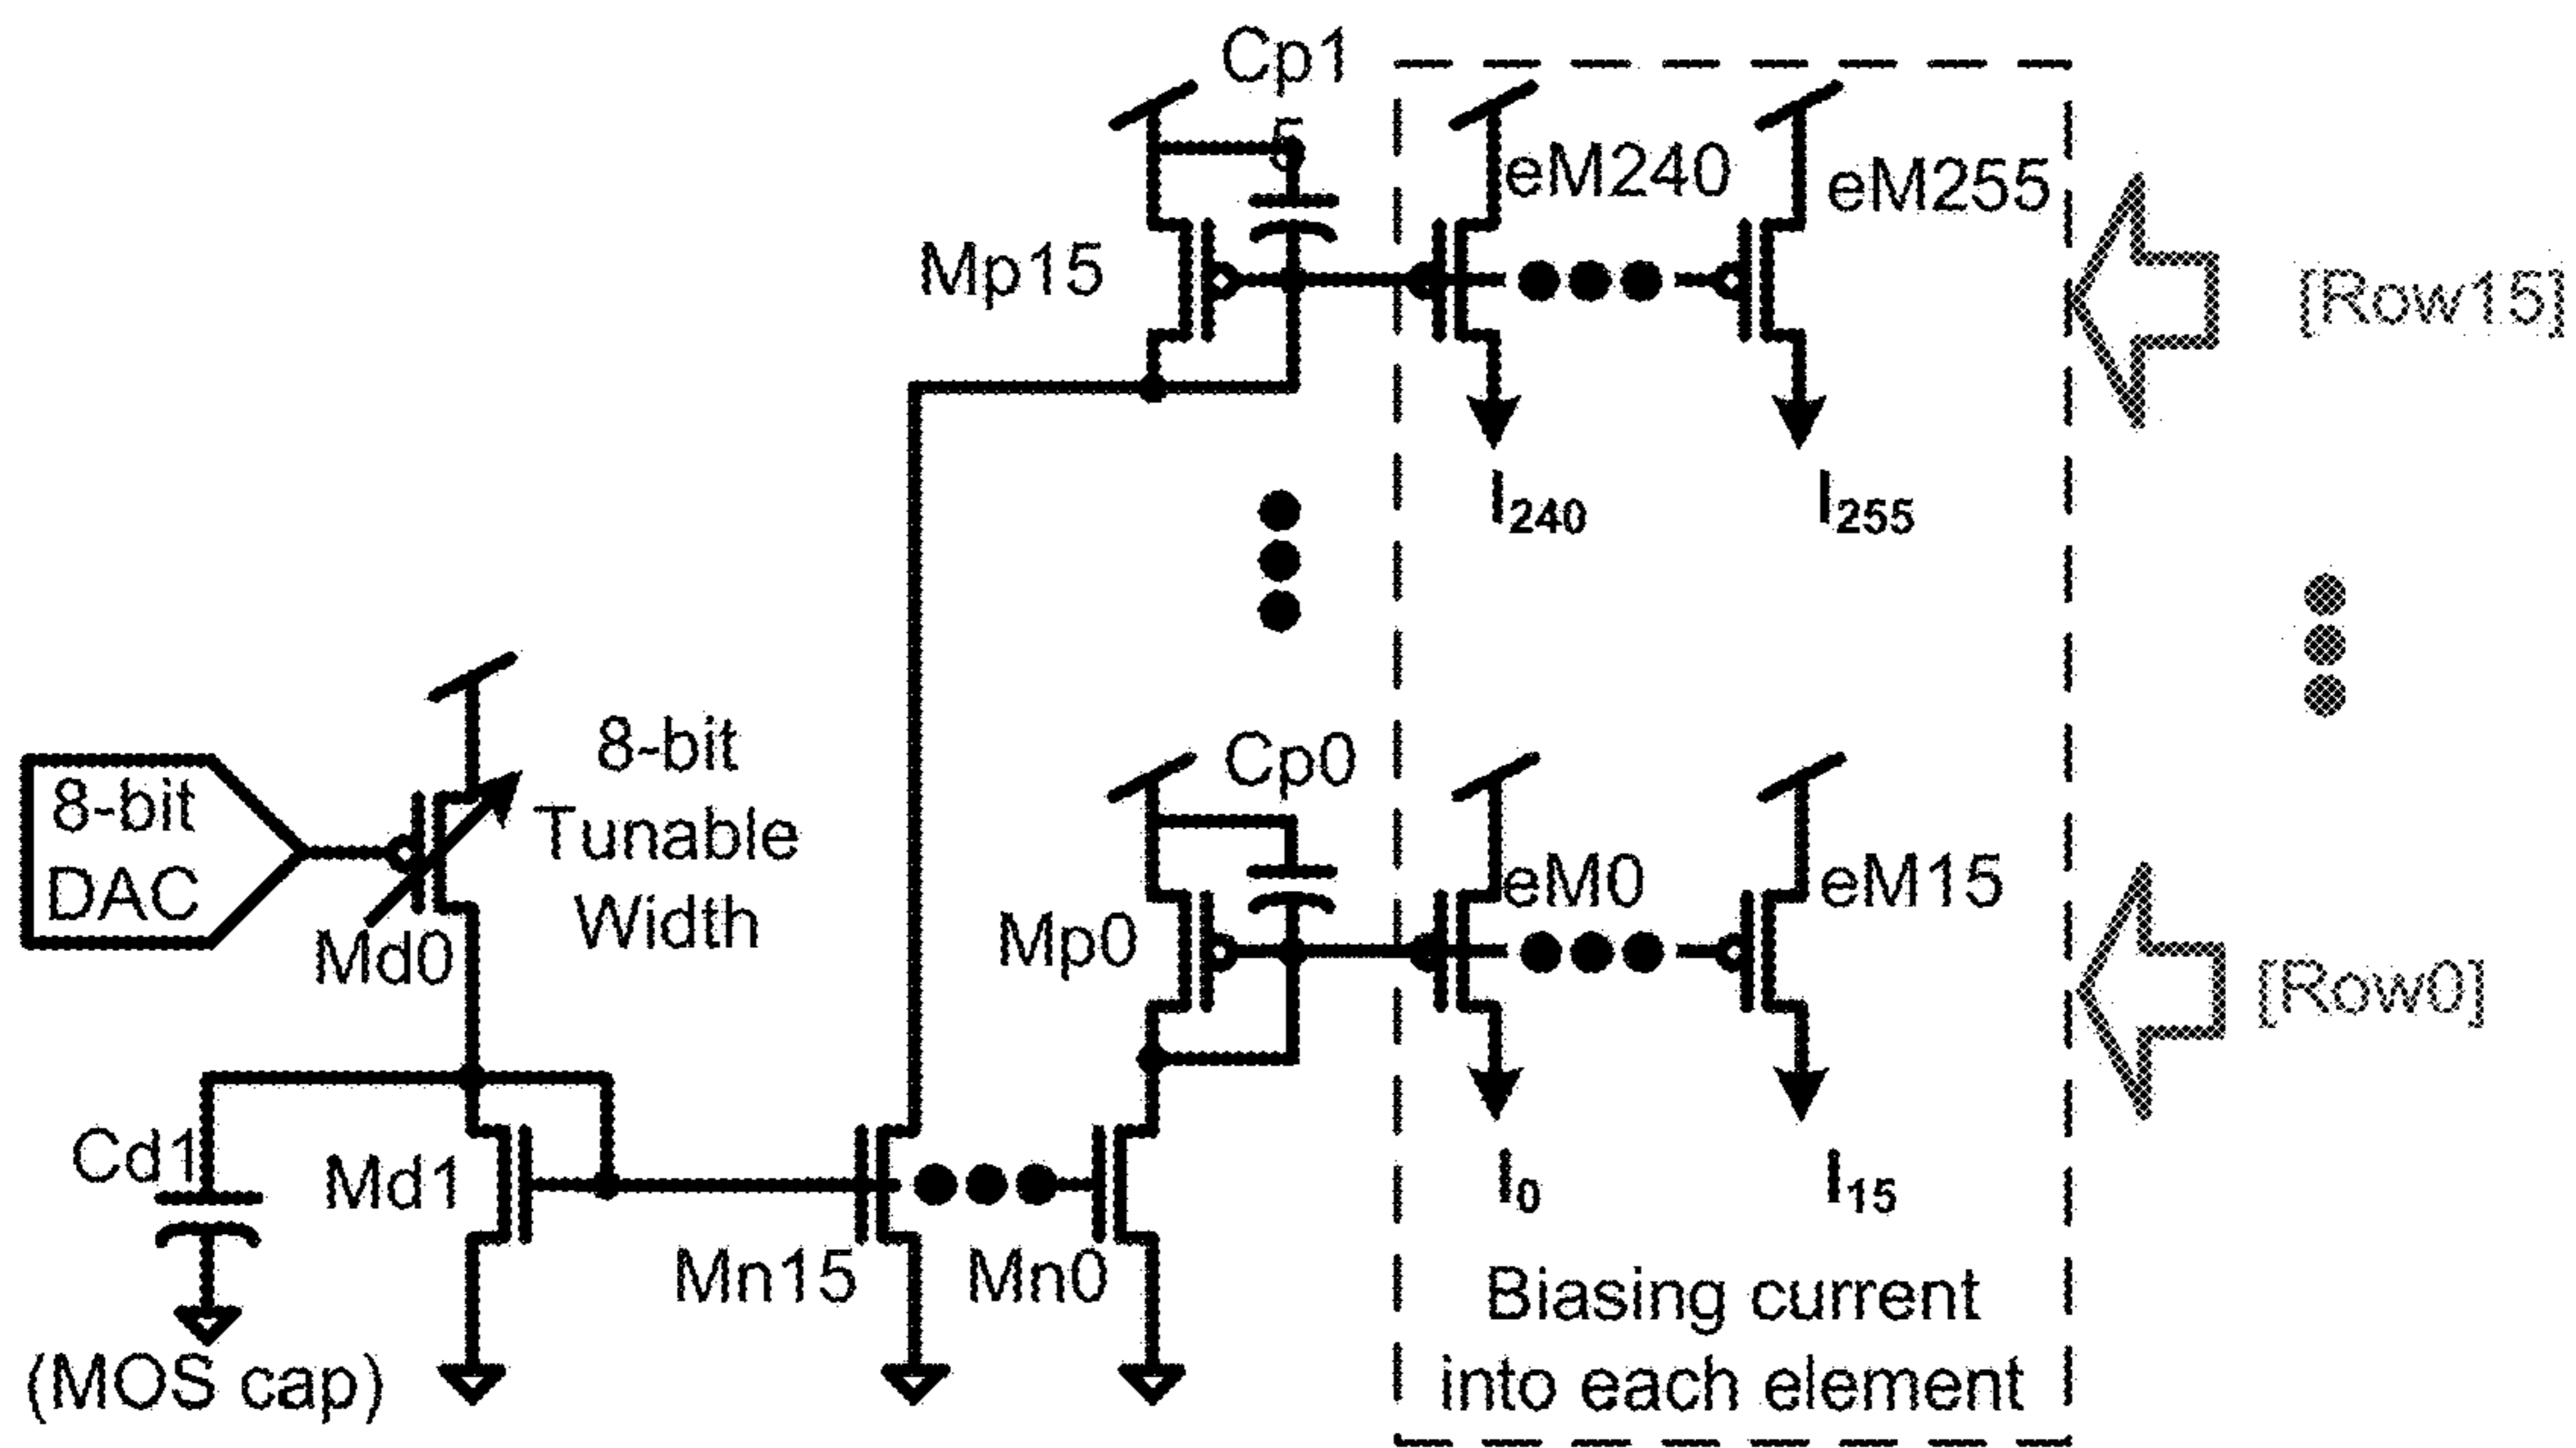 Cp1
5
eM240
eM255
Mp15
[Row15]
I240
I255
8-bit
Tunable
Width
8-bit
DAC
Md0
Cp0
eM0
eM15
Mp0
[Row0]
Cd1
Md1
I0
I15
Mn15
Mn0
(MOS cap)
Biasing current
into each element